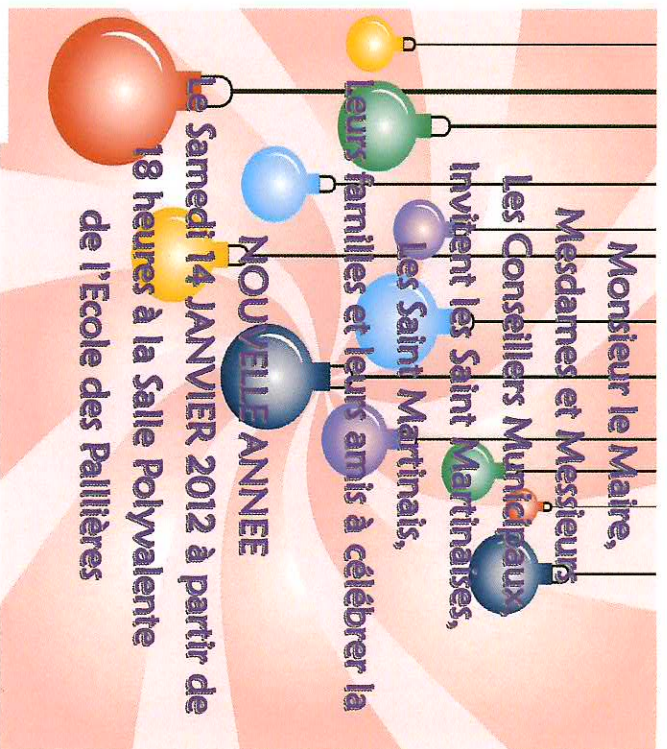 Monsieur le Maire,
Mesdames et Messieurs
Les Conseillers Municipaux,
Invitent les Saint Martinaises,
Les Saint Martinais,
Leurs familles et leurs amis à célébrer la
NOUVELLE ANNEE
Le Samedi 14 JANVIER 2012 à partir de
18 heures à la Salle Polyvalente
de l'Ecole des Pallières